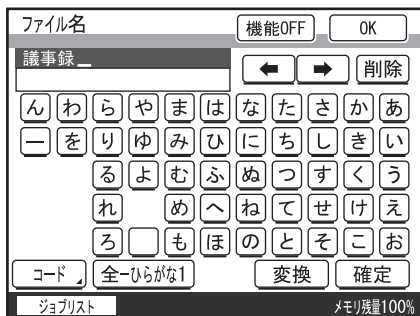 ファイル名 機能OFF OK
議事録_
← → 削除
ん わ ら や ま は な た さ か あ
ー を り ゆ み ひ に ち し き い
る よ む ふ ぬ つ す く う
れ め へ ね て せ け え
ろ も ほ の と そ こ お
コード 全-ひらがな1 変換 確定
ジョブリスト メモリ残量100%